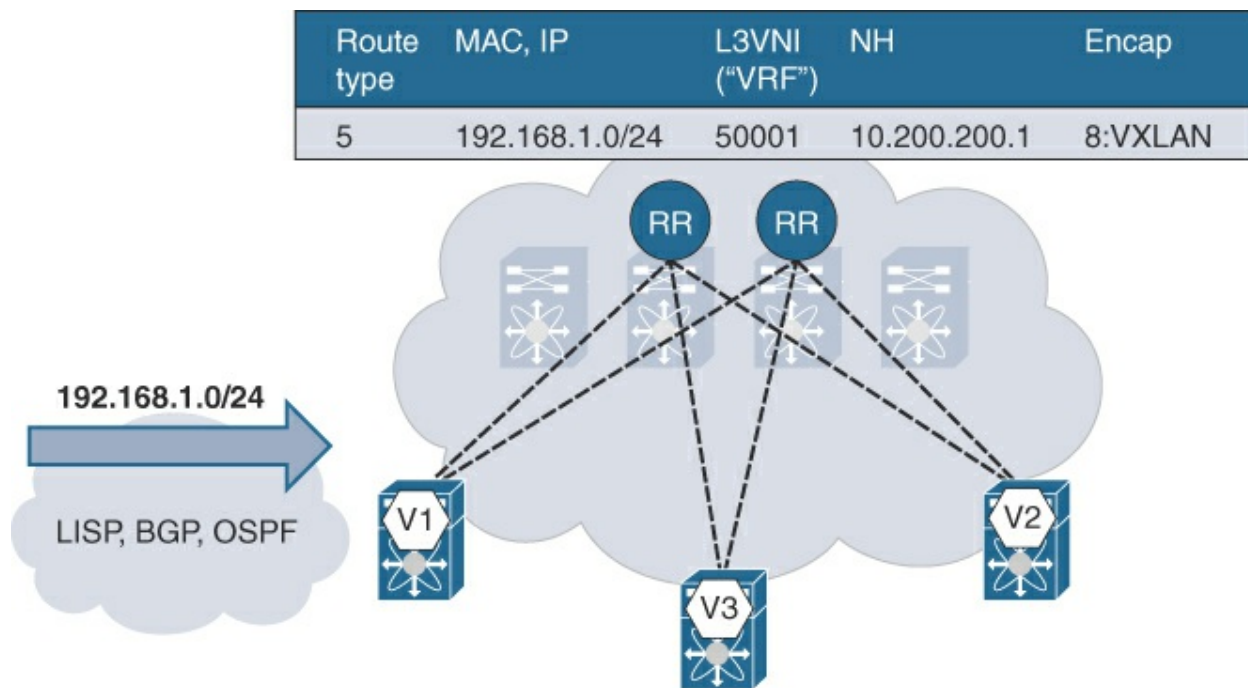 Route type MAC, IP L3VNI (“VRF”) NH Encap
5 192.168.1.0/24 50001 10.200.200.1 8:VXLAN
RR RR
192.168.1.0/24
LISP, BGP, OSPF
V1
V2
V3